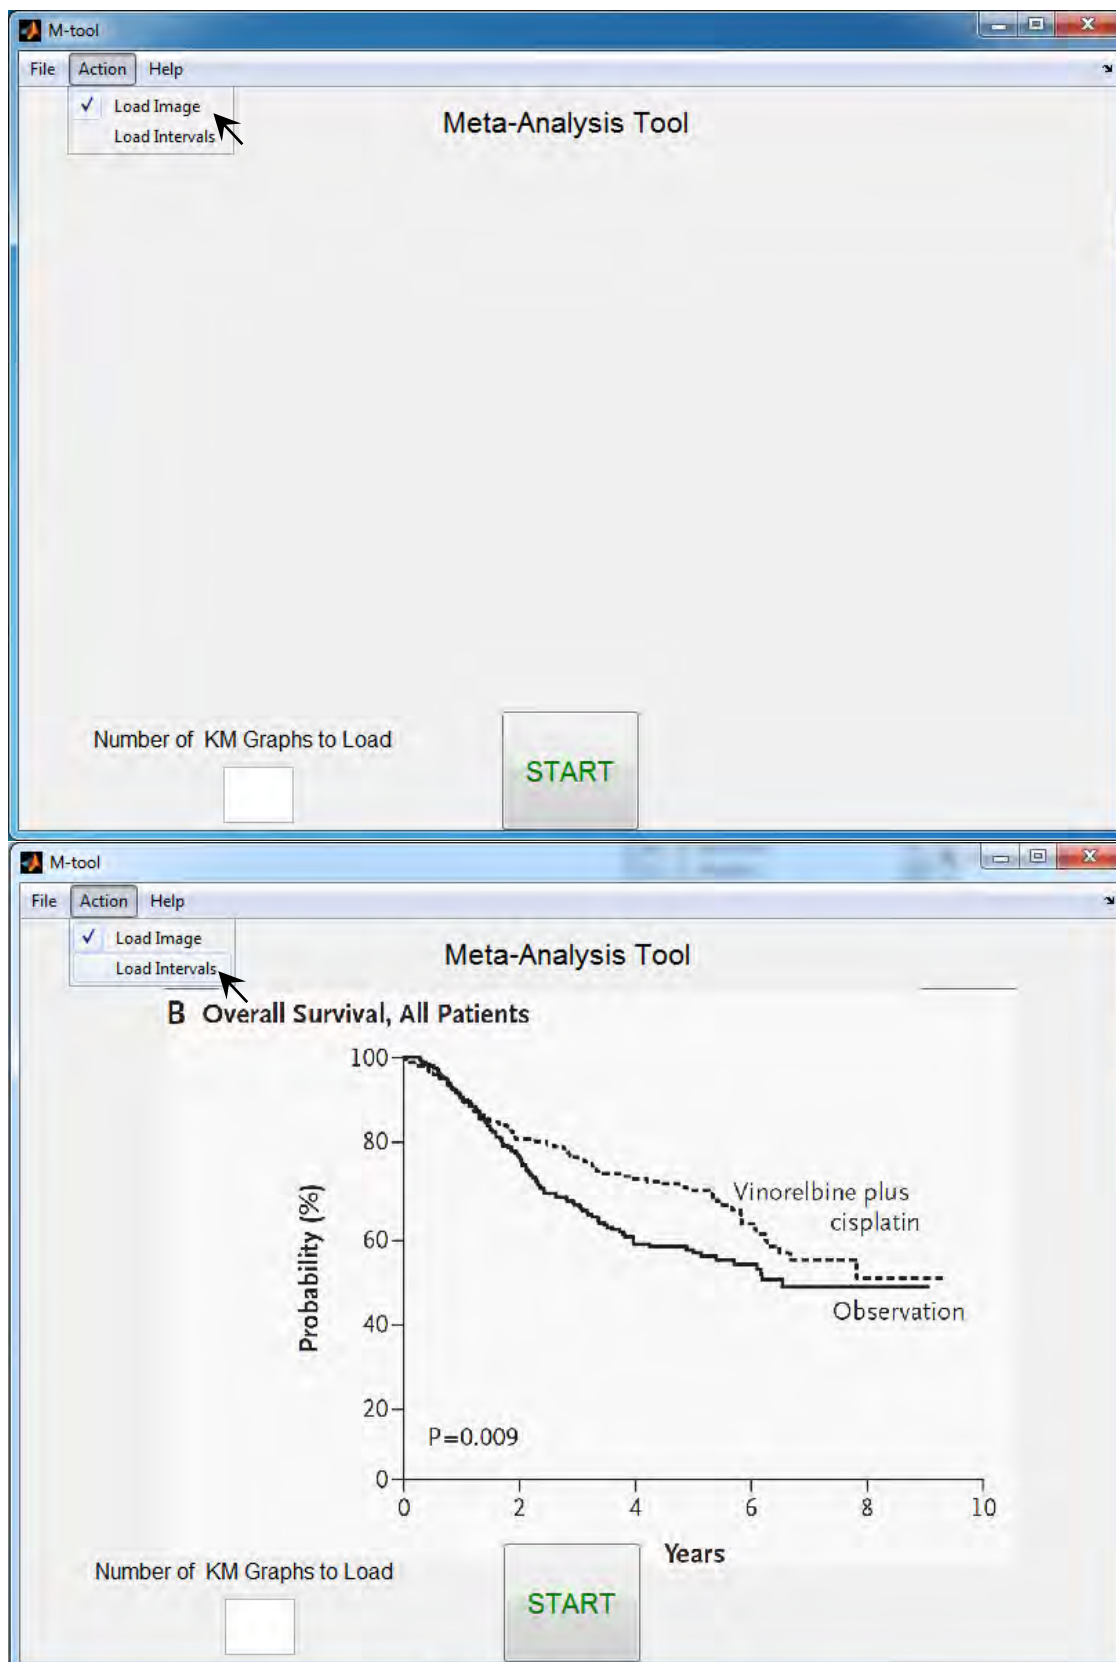 M-tool
File Action Help
Load Image
Load Intervals
Meta-Analysis Tool
Number of KM Graphs to Load
START
M-tool
File Action Help
Load Image
Load Intervals
Meta-Analysis Tool
B Overall Survival, All Patients
100
80
60
40
20
0
Probability (%)
Vinorelbine plus
cisplatin
Observation
P=0.009
0 2 4 6 8 10
Years
Number of KM Graphs to Load
START